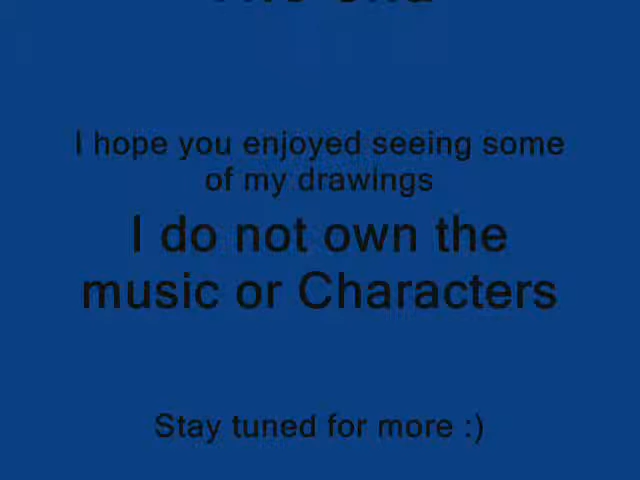 I hope you enjoyed seeing some
of my drawings
I do not own the
music or Characters
Stay tuned for more :)